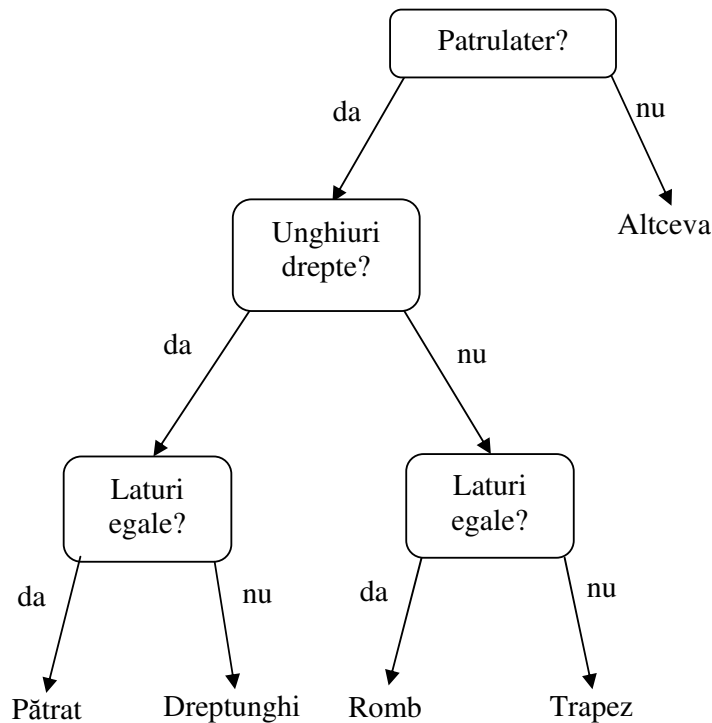 Patrulater?
da
nu
Altceva
Unghiuri
drepte?
da
nu
Laturi
egale?
Laturi
egale?
da
nu
da
nu
Pătrat
Dreptunghi
Romb
Trapez